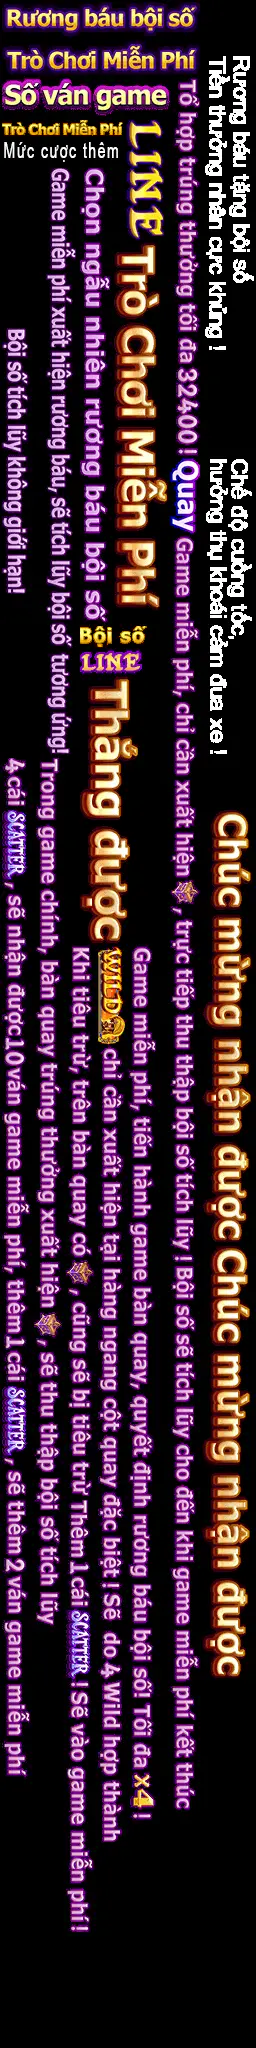 Rương báu bội số
Trò Chơi Miễn Phí
Số ván game
Trò Chơi Miễn Phí
Mức cược thêm
Rương báu tặng bội số
Tiền thưởng nhân cực khủng !
Chế độ cuồng tốc,
hưởng thụ khoái cảm đua xe !
Chúc mừng nhận được Chúc mừng nhận được
Tổ hợp trúng thưởng tối đa 32400 ! Quay Game miễn phí, chỉ cần xuất hiện , trực tiếp thu thập bội số tích lũy ! Bội số sẽ tích lũy cho đến khi game miễn phí kết thúc
LINE Trò Chơi Miễn Phí
Game miễn phí, tiến hành game bàn quay, quyết định rương báu bội số! Tối đa x4 !
Bội số
LINE
Thắng được WILD chỉ cần xuất hiện tại hàng ngang cột quay đặc biệt ! Sẽ do 4 Wild hợp thành
Chọn ngẫu nhiên rương báu bội số
Khi tiêu trừ, trên bàn quay có , cũng sẽ bị tiêu trừ Thêm 1 cái SCATTER ! Sẽ vào game miễn phí !
Game miễn phí xuất hiện rương báu, sẽ tích lũy bội số tương ứng!
Trong game chính, bàn quay trúng thưởng xuất hiện , sẽ thu thập bội số tích lũy
Bội số tích lũy không giới hạn!
4 cái SCATTER , sẽ nhận được 10 ván game miễn phí, thêm 1 cái SCATTER , sẽ thêm 2 ván game miễn phí